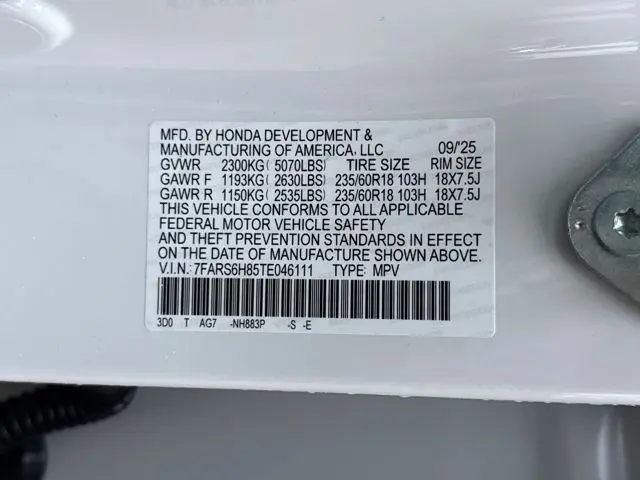 MFD. BY HONDA DEVELOPMENT &
MANUFACTURING OF AMERICA, LLC 09/'25
GVWR 2300KG( 5070LBS) TIRE SIZE RIM SIZE
GAWR F 1193KG( 2630LBS) 235/60R18 103H 18X7.5J
GAWR R 1150KG( 2535LBS) 235/60R18 103H 18X7.5J
THIS VEHICLE CONFORMS TO ALL APPLICABLE
FEDERAL MOTOR VEHICLE SAFETY
AND THEFT PREVENTION STANDARDS IN EFFECT
ON THE DATE OF MANUFACTURE SHOWN ABOVE.
V.I.N.: 7FARS6H85TE046111 TYPE: MPV
3D0 T AG7 -NH883P -S -E